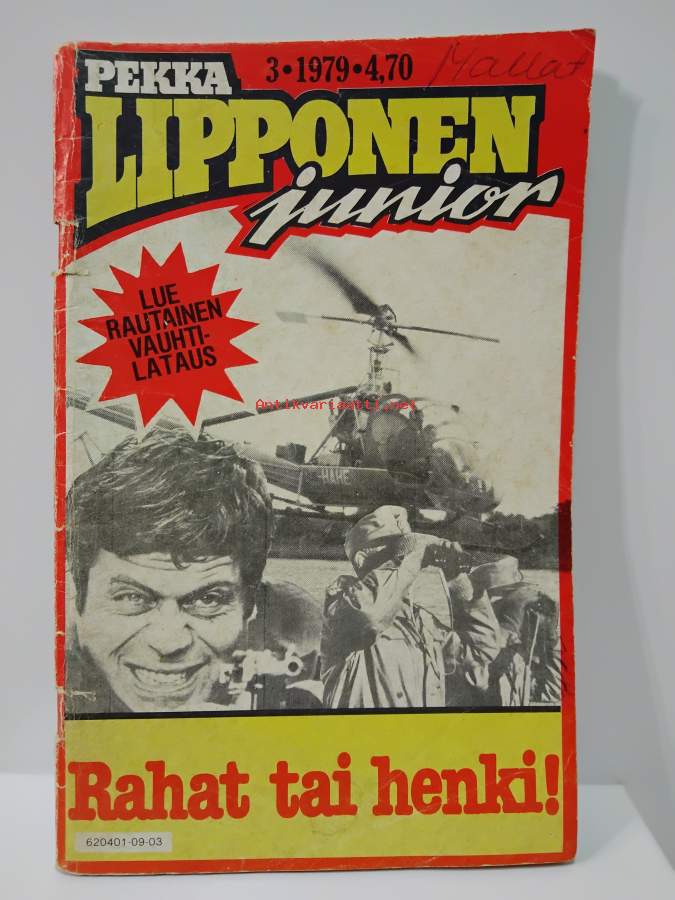 PEKKA
3•1979•4,70
LIPPONEN
junior
LUE
RAUTAINEN
VAUHTI-
LATAUS
Antikvariaatti.net
Rahat tai henki!
620401-09-03